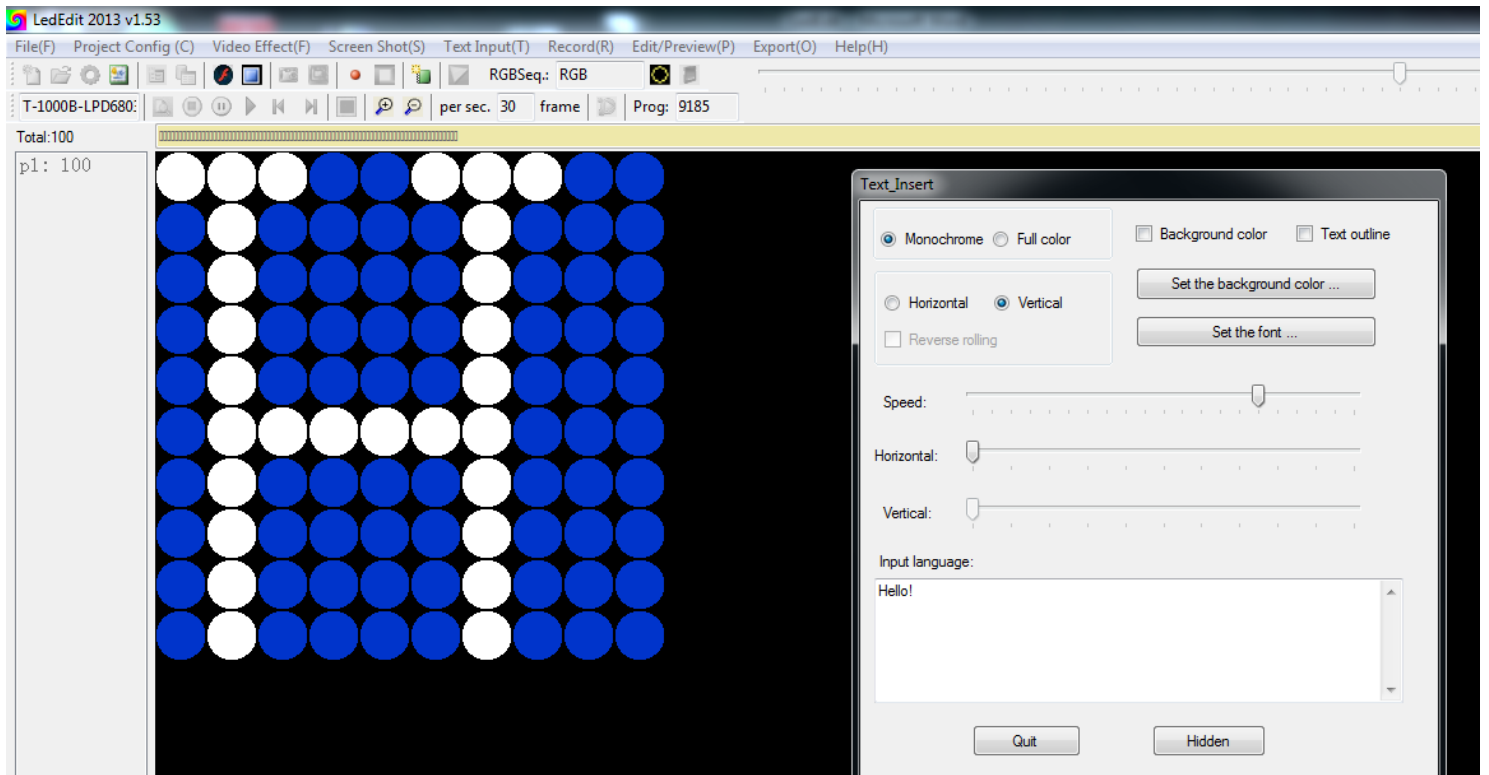 LedEdit 2013 v1.53
File(F) Project Config (C) Video Effect(F) Screen Shot(S) Text Input(T) Record(R) Edit/Preview(P) Export(O) Help(H)
RGBSeq.: RGB
T-1000B-LPD680: per sec. 30 frame Prog: 9185
Total:100
p1: 100
Text_Insert
Monochrome Full color Background color Text outline
Set the background color ...
Horizontal Vertical
Set the font ...
Reverse rolling
Speed:
Horizontal:
Vertical:
Input language:
Hello!
Quit Hidden